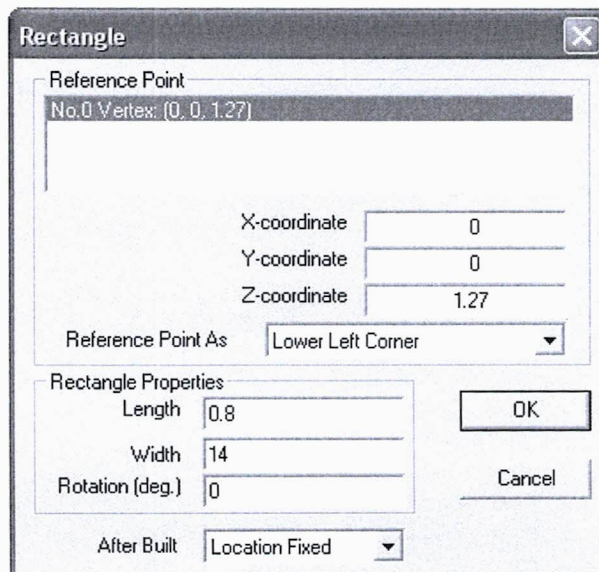 Rectangle
Reference Point
No.0 Vertex: (0, 0, 1.27)
X-coordinate 0
Y-coordinate 0
Z-coordinate 1.27
Reference Point As Lower Left Corner
Rectangle Properties
Length 0.8
Width 14
Rotation (deg.) 0
OK
Cancel
After Built Location Fixed